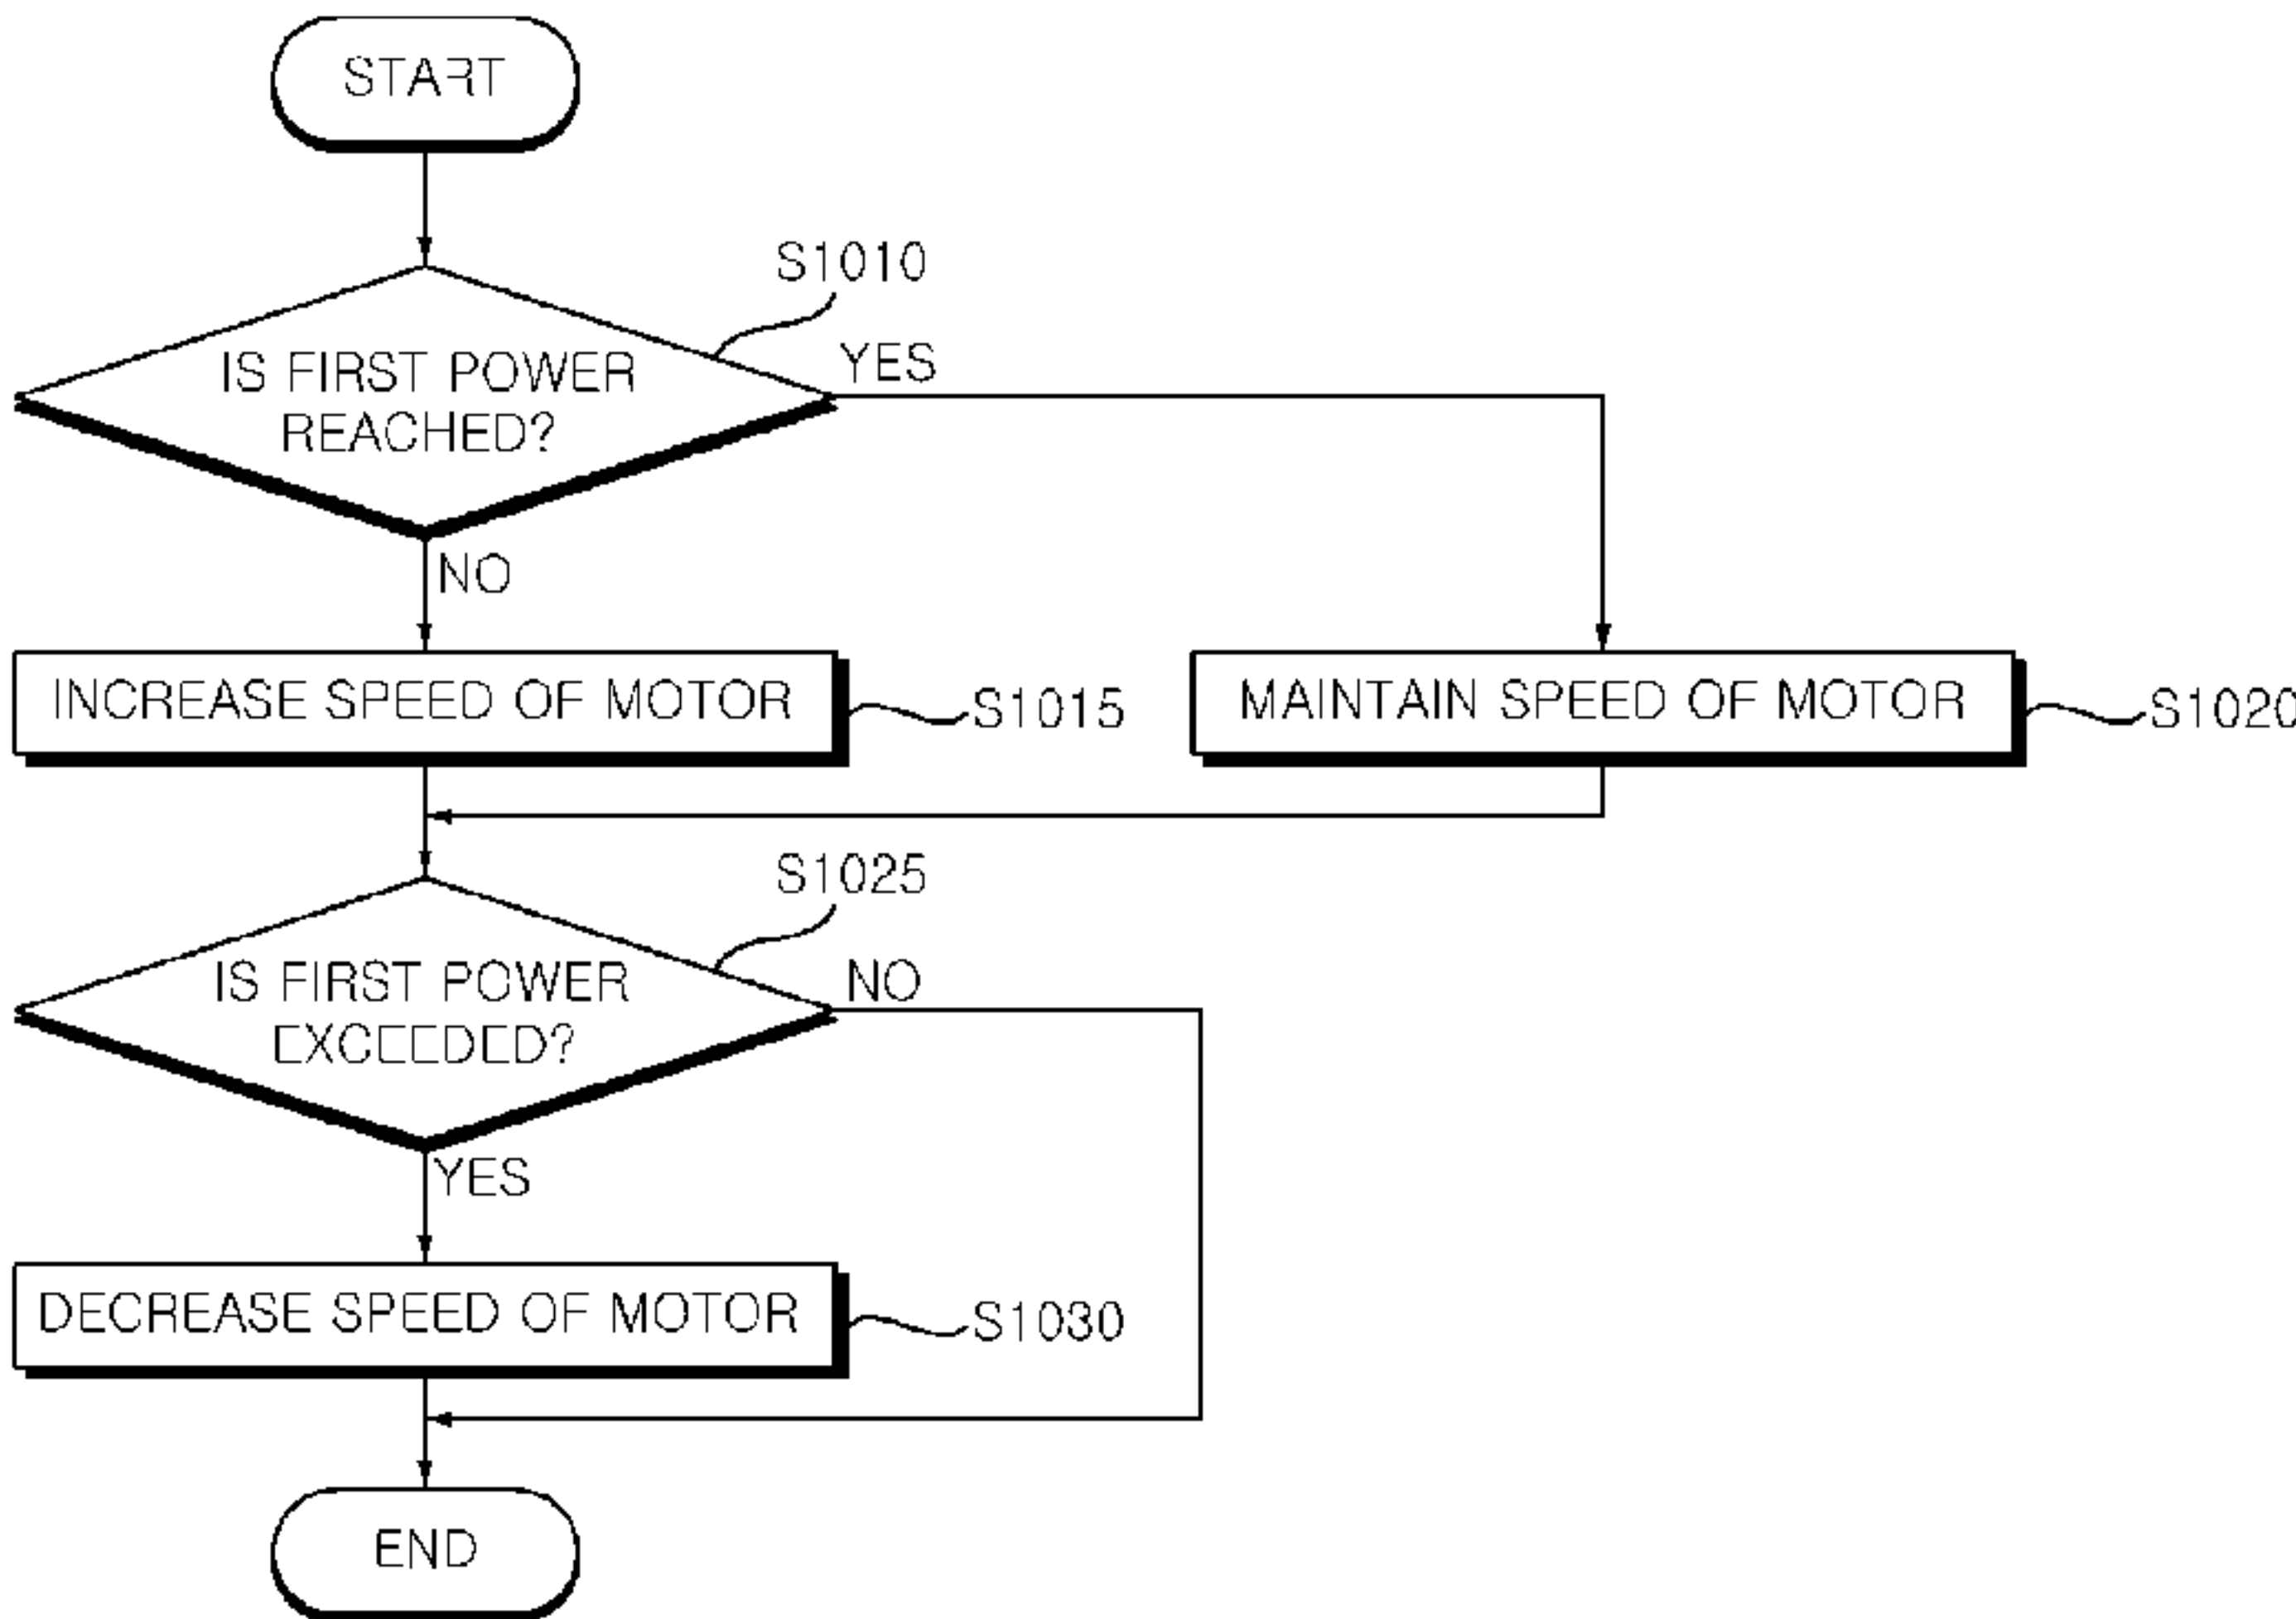 START
S1010
IS FIRST POWER
REACHED?
YES
NO
INCREASE SPEED OF MOTOR
S1015
MAINTAIN SPEED OF MOTOR
S1020
S1025
IS FIRST POWER
EXCEEDED?
NO
YES
DECREASE SPEED OF MOTOR
S1030
END